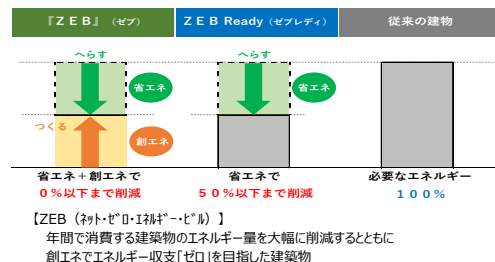 『ＺＥＢ』（ゼブ）
ＺＥＢ Ready（ゼブレディ）
従来の建物
へらす
省エネ
つくる
創エネ
へらす
省エネ
省エネ＋創エネで
０％以下まで削減
省エネで
５０％以下まで削減
必要なエネルギー
１００％
【ZEB（ﾈｯﾄ･ｾﾞﾛ･ｴﾈﾙｷﾞｰ･ﾋﾞﾙ）】
年間で消費する建築物のエネルギー量を大幅に削減するとともに
創エネでエネルギー収支「ゼロ」を目指した建築物